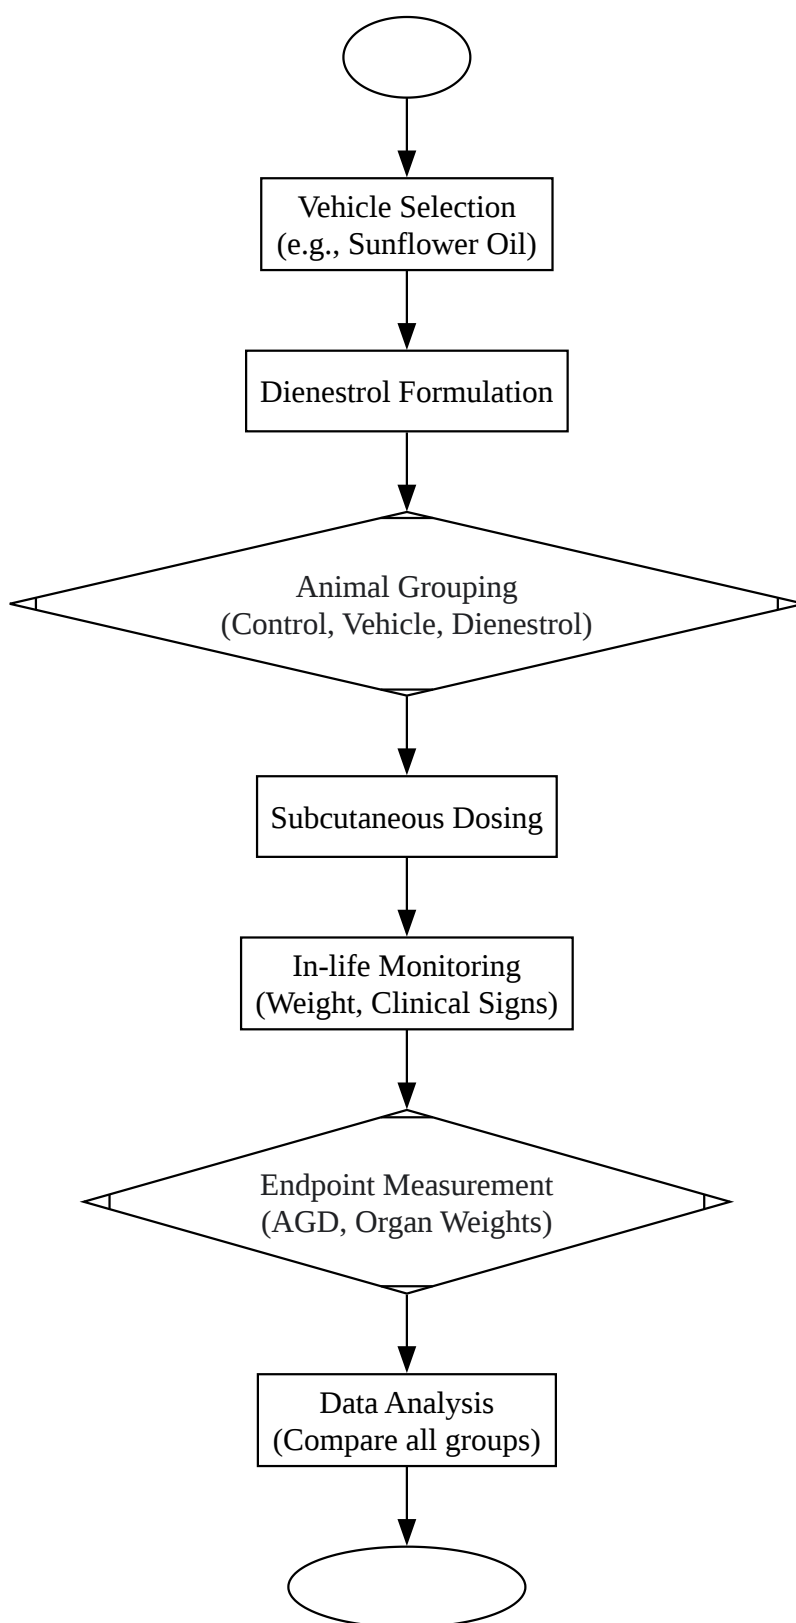 Vehicle Selection
(e.g., Sunflower Oil)
Dienestrol Formulation
Animal Grouping
(Control, Vehicle, Dienestrol)
Subcutaneous Dosing
In-life Monitoring
(Weight, Clinical Signs)
Endpoint Measurement
(AGD, Organ Weights)
Data Analysis
(Compare all groups)